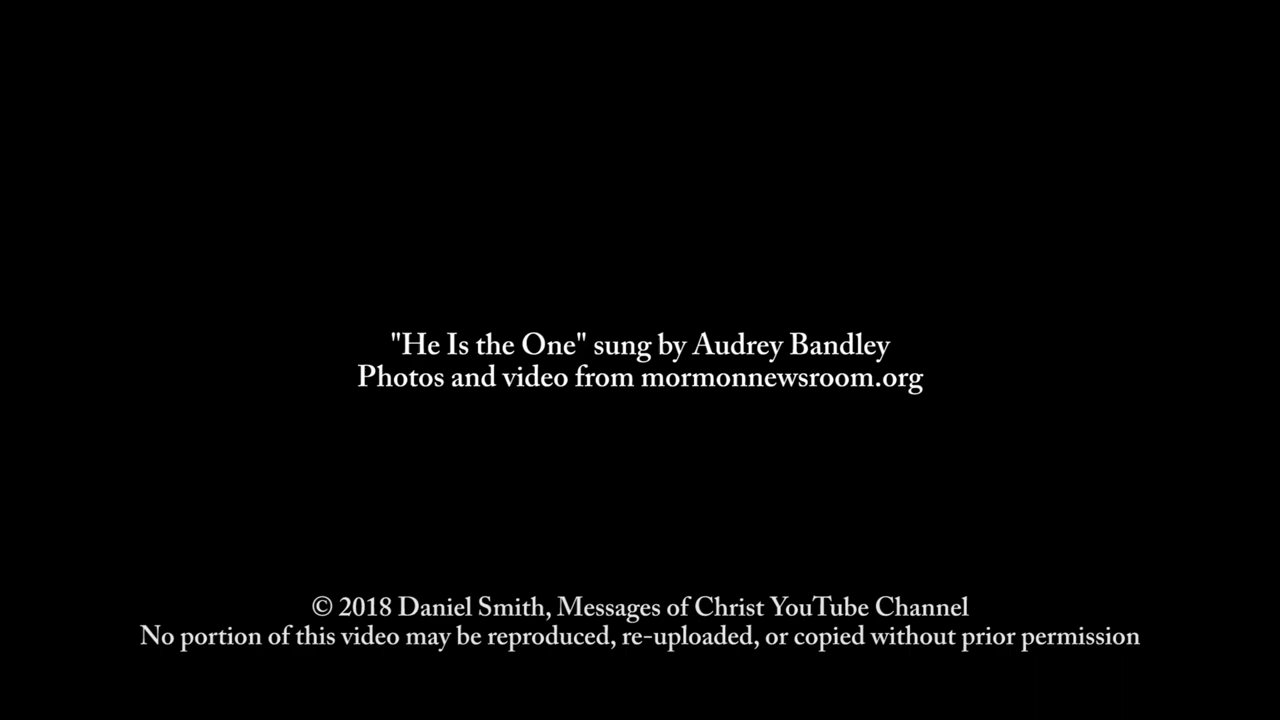 "He Is the One" sung by Audrey Bandley
Photos and video from mormonnewsroom.org
© 2018 Daniel Smith, Messages of Christ YouTube Channel
No portion of this video may be reproduced, re-uploaded, or copied without prior permission